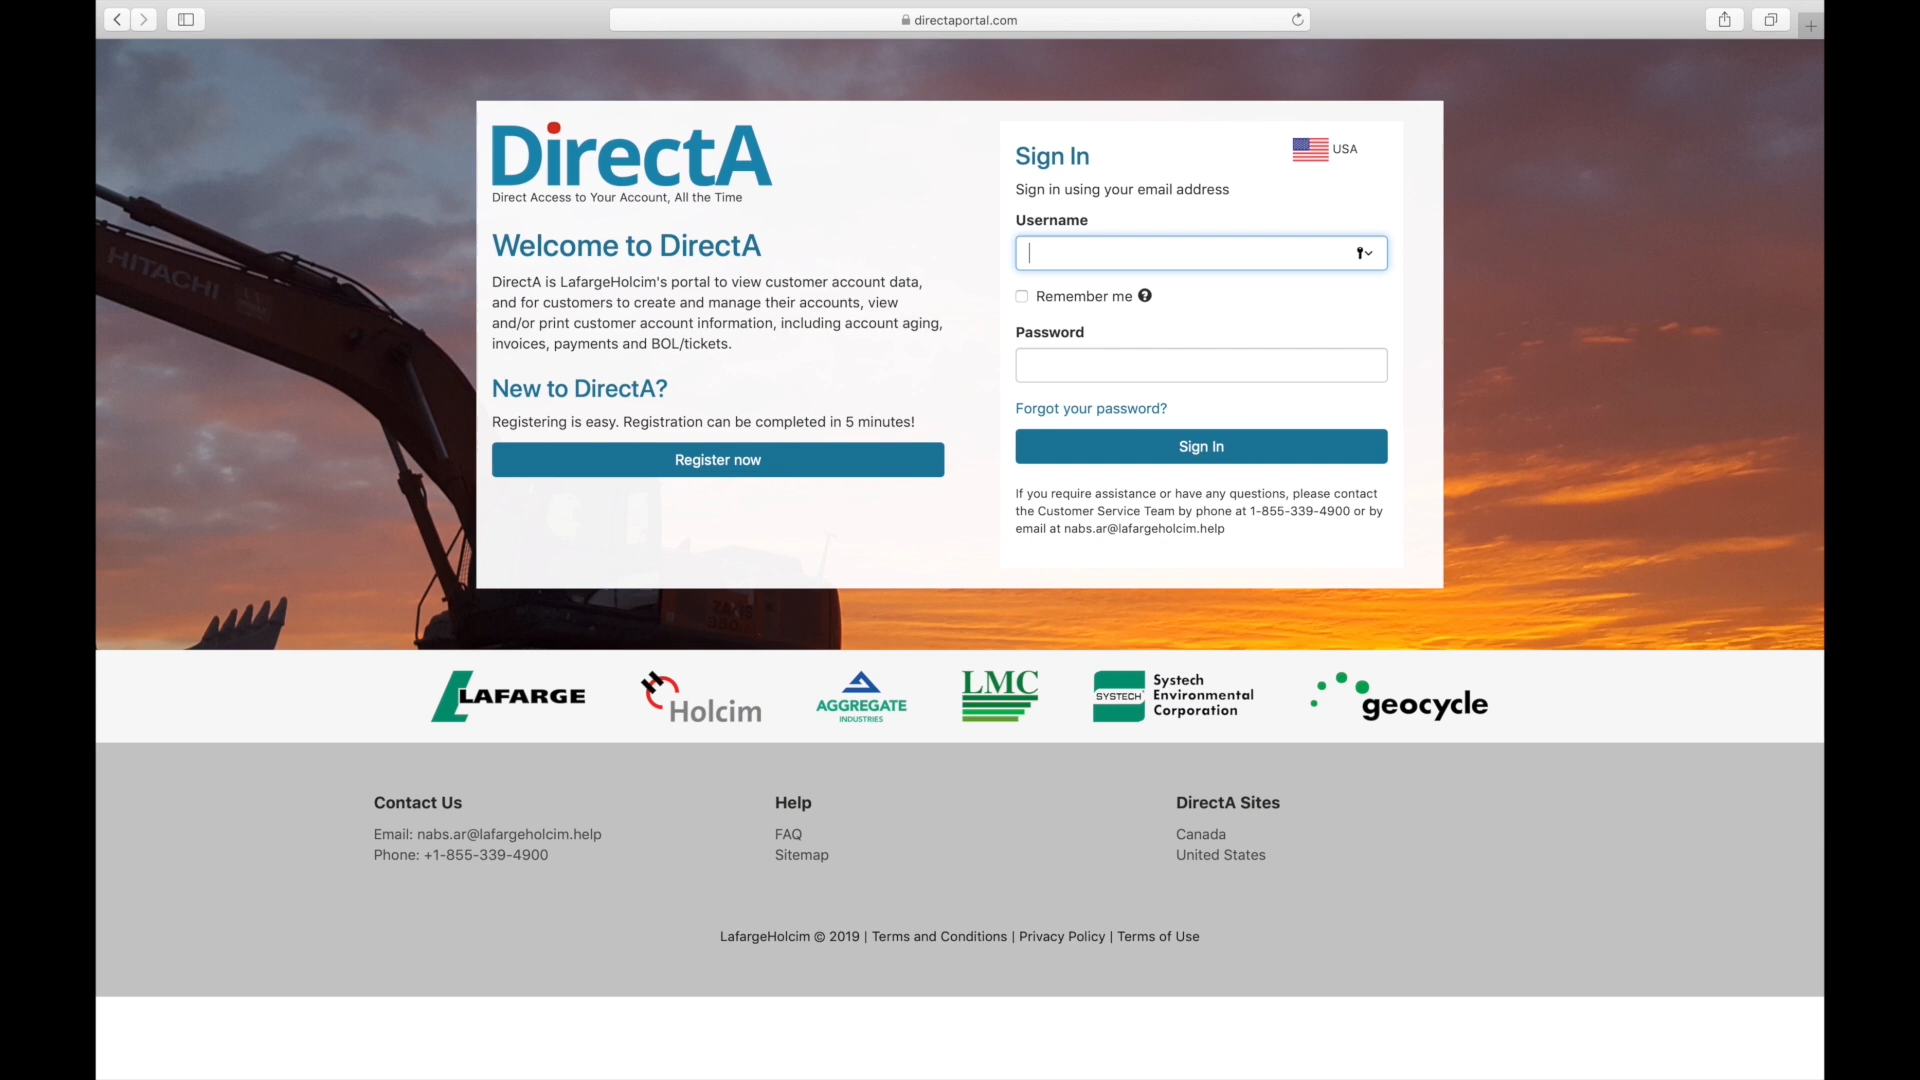 directaportal.com
DirectA
Direct Access to Your Account, All the Time
Welcome to DirectA
DirectA is LafargeHolcim's portal to view customer account data,
and for customers to create and manage their accounts, view
and/or print customer account information, including account aging,
invoices, payments and BOL/tickets.
New to DirectA?
Registering is easy. Registration can be completed in 5 minutes!
Register now
Sign In
USA
Sign in using your email address
Username
Remember me
Password
Forgot your password?
Sign In
If you require assistance or have any questions, please contact
the Customer Service Team by phone at 1-855-339-4900 or by
email at nabs.ar@lafargeholcim.help
HITACHI
LAFARGE
Holcim
AGGREGATE
INDUSTRIES
LMC
SYSTECH
Systech
Environmental
Corporation
geocycle
Contact Us
Email: nabs.ar@lafargeholcim.help
Phone: +1-855-339-4900
Help
FAQ
Sitemap
DirectA Sites
Canada
United States
LafargeHolcim © 2019 | Terms and Conditions | Privacy Policy | Terms of Use